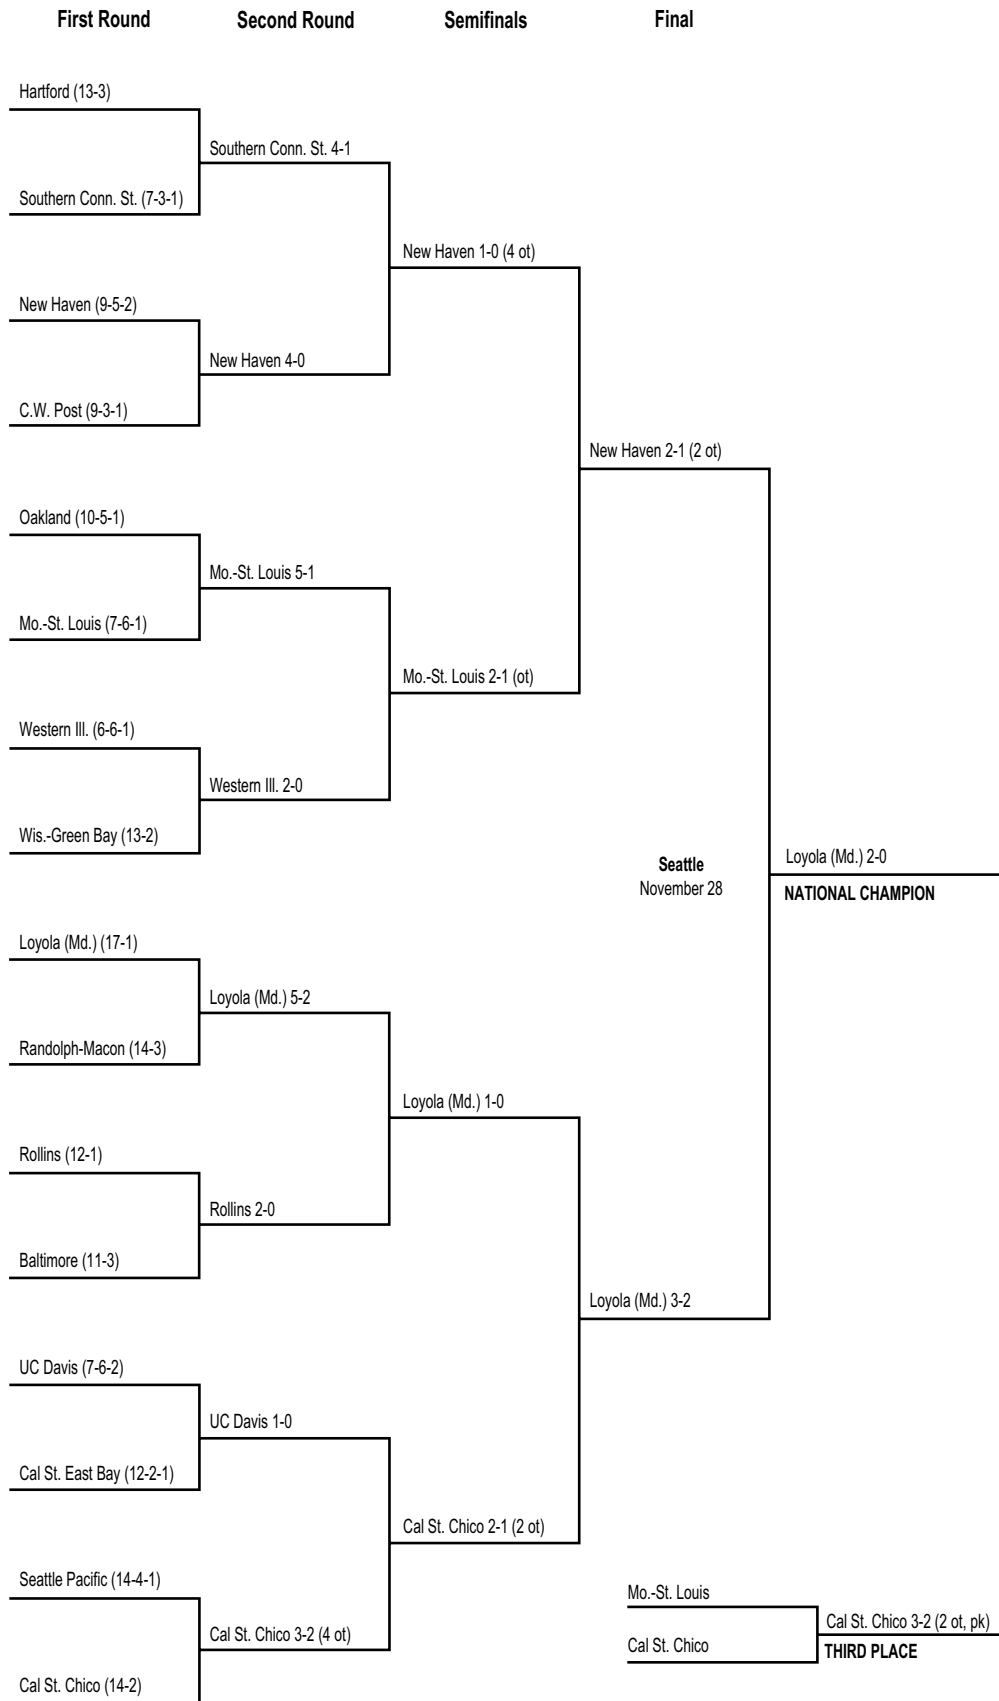 First Round
Second Round
Semifinals
Final
Hartford (13-3)
Southern Conn. St. 4-1
Southern Conn. St. (7-3-1)
New Haven 1-0 (4 ot)
New Haven (9-5-2)
New Haven 4-0
C.W. Post (9-3-1)
New Haven 2-1 (2 ot)
Oakland (10-5-1)
Mo.-St. Louis 5-1
Mo.-St. Louis (7-6-1)
Mo.-St. Louis 2-1 (ot)
Western Ill. (6-6-1)
Western Ill. 2-0
Wis.-Green Bay (13-2)
Seattle
November 28
Loyola (Md.) 2-0
NATIONAL CHAMPION
Loyola (Md.) (17-1)
Loyola (Md.) 5-2
Randolph-Macon (14-3)
Loyola (Md.) 1-0
Rollins (12-1)
Rollins 2-0
Baltimore (11-3)
Loyola (Md.) 3-2
UC Davis (7-6-2)
UC Davis 1-0
Cal St. East Bay (12-2-1)
Cal St. Chico 2-1 (2 ot)
Seattle Pacific (14-4-1)
Cal St. Chico 3-2 (4 ot)
Cal St. Chico (14-2)
Mo.-St. Louis
Cal St. Chico 3-2 (2 ot, pk)
Cal St. Chico
THIRD PLACE